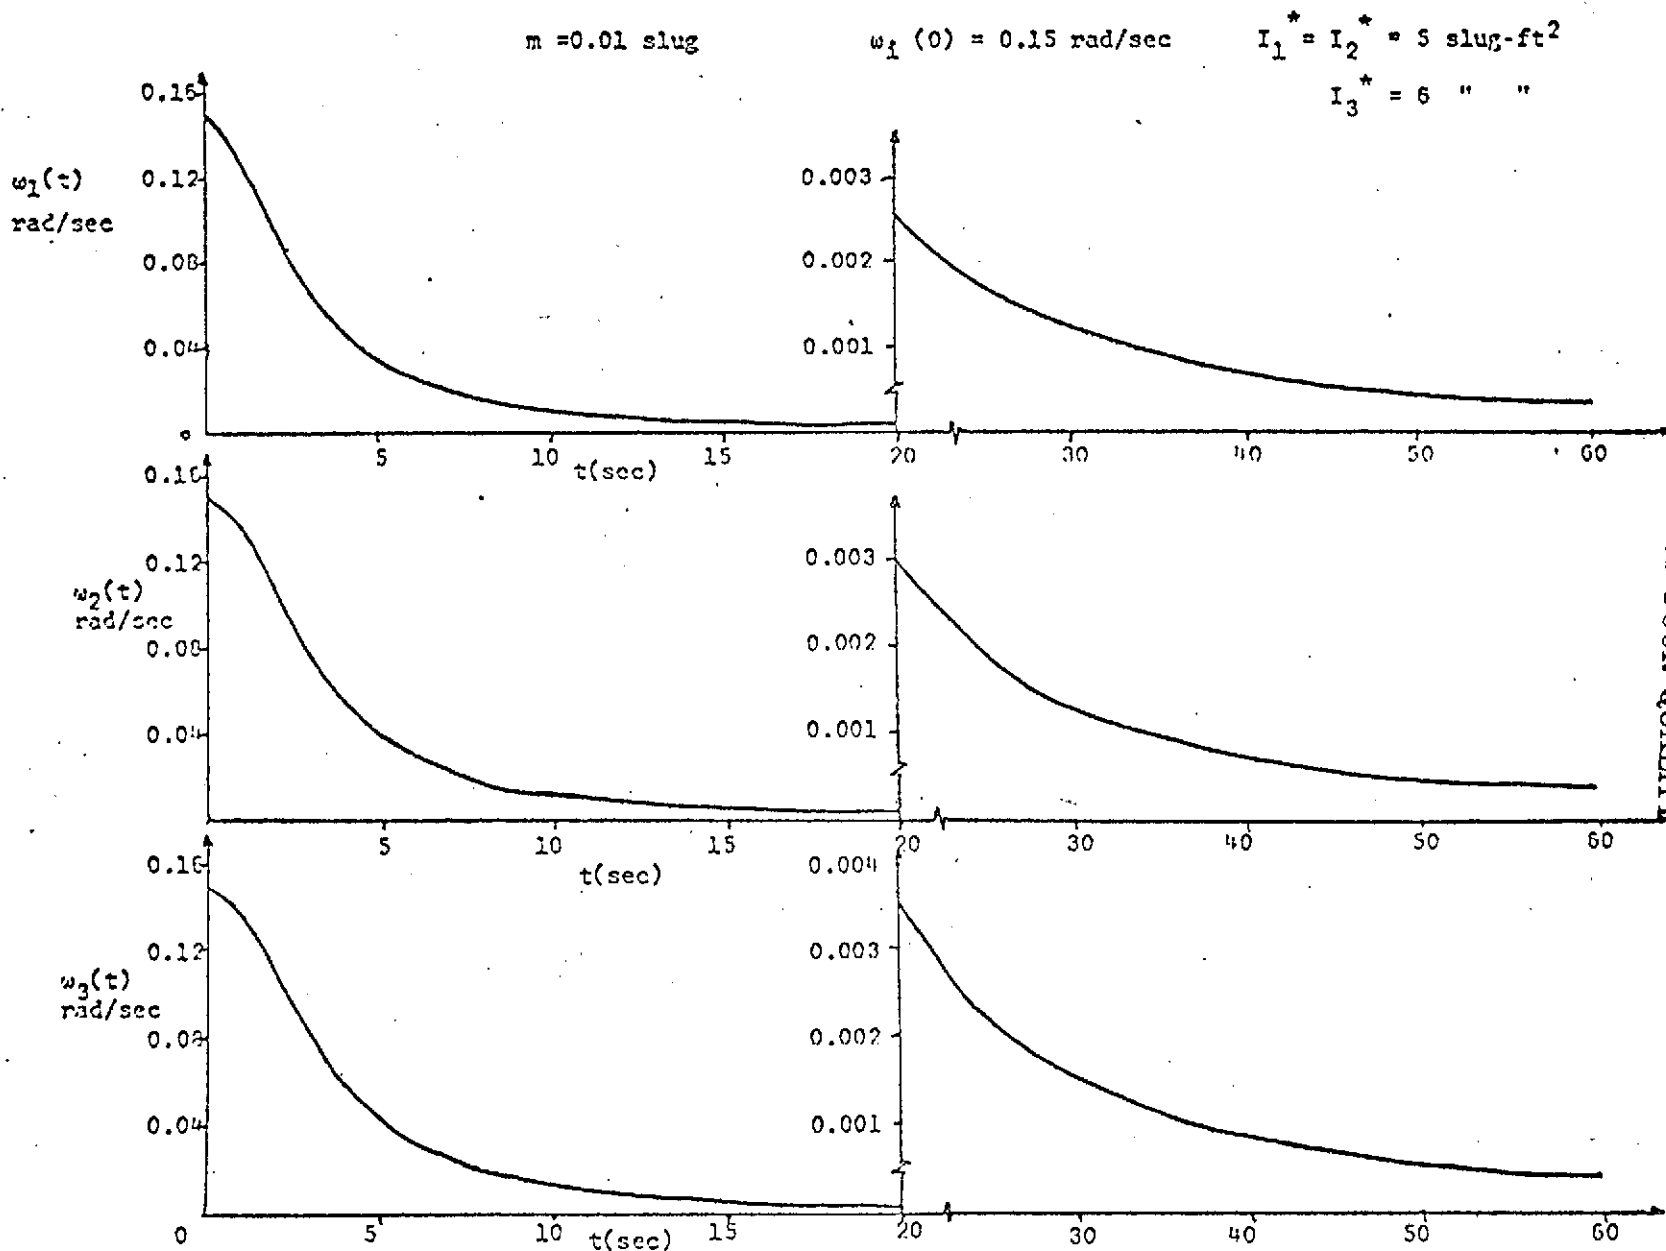 m =0.01 slug ωi (0) = 0.15 rad/sec I1* = I2* = 5 slug-ft2
I3* = 6 " "
0.16
ω1(t)
rad/sec
0.12
0.08
0.04
0
0.003
0.002
0.001
5 10 15 20 30 40 50 60
t(sec)
0.16
ω2(t)
rad/sec
0.12
0.08
0.04
0.003
0.002
0.001
5 10 15 20 30 40 50 60
t(sec)
0.16
ω3(t)
rad/sec
0.12
0.08
0.04
0.004
0.003
0.002
0.001
0 5 10 15 20 30 40 50 60
t(sec)